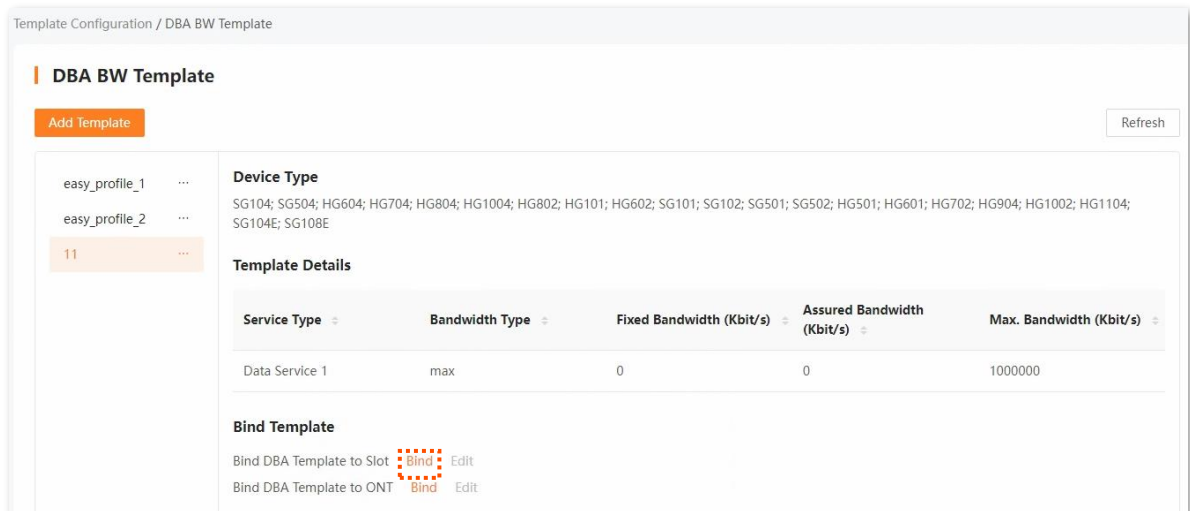 Template Configuration / DBA BW Template
DBA BW Template
Add Template
Refresh
easy_profile_1 ...
easy_profile_2 ...
11 ...
Device Type
SG104; SG504; HG604; HG704; HG804; HG1004; HG802; HG101; HG602; SG101; SG102; SG501; SG502; HG501; HG601; HG702; HG904; HG1002; HG1104;
SG104E; SG108E
Template Details
Service Type Bandwidth Type Fixed Bandwidth (Kbit/s) Assured Bandwidth (Kbit/s) Max. Bandwidth (Kbit/s)
Data Service 1 max 0 0 1000000
Bind Template
Bind DBA Template to Slot Bind Edit
Bind DBA Template to ONT Bind Edit